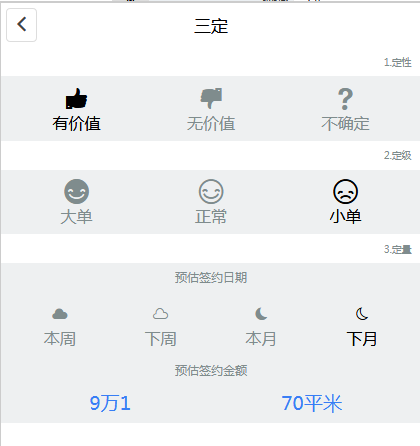 三定
1.定性
有价值 无价值 不确定
2.定级
大单 正常 小单
3.定量
预估签约日期
本周 下周 本月 下月
预估签约金额
9万1 70平米